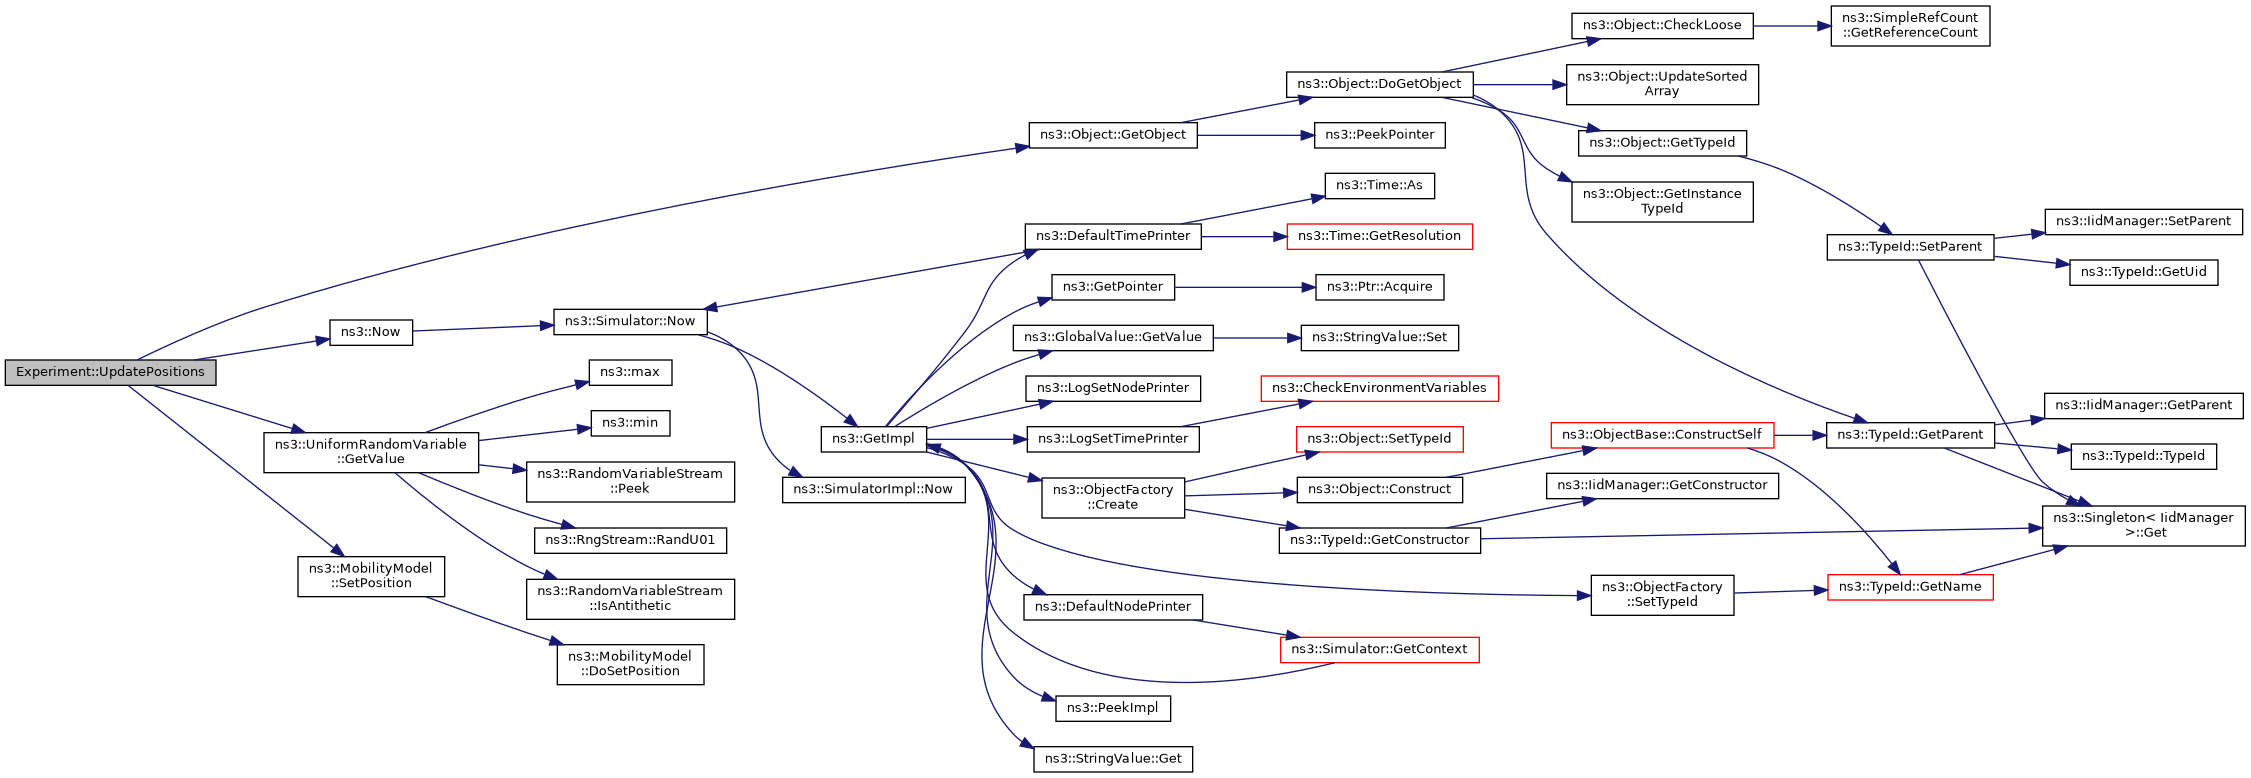 Experiment::UpdatePositions
ns3::Now
ns3::UniformRandomVariable
::GetValue
ns3::MobilityModel
::SetPosition
ns3::Simulator::Now
ns3::max
ns3::min
ns3::RandomVariableStream
::Peek
ns3::RngStream::RandU01
ns3::RandomVariableStream
::IsAntithetic
ns3::MobilityModel
::DoSetPosition
ns3::GetImpl
ns3::SimulatorImpl::Now
ns3::Object::GetObject
ns3::DefaultTimePrinter
ns3::GetPointer
ns3::GlobalValue::GetValue
ns3::LogSetNodePrinter
ns3::LogSetTimePrinter
ns3::ObjectFactory
::Create
ns3::DefaultNodePrinter
ns3::PeekImpl
ns3::StringValue::Get
ns3::Object::DoGetObject
ns3::PeekPointer
ns3::Time::As
ns3::Time::GetResolution
ns3::Ptr::Acquire
ns3::StringValue::Set
ns3::CheckEnvironmentVariables
ns3::Object::SetTypeId
ns3::Object::Construct
ns3::TypeId::GetConstructor
ns3::Simulator::GetContext
ns3::Object::CheckLoose
ns3::Object::UpdateSorted
Array
ns3::Object::GetTypeId
ns3::Object::GetInstance
TypeId
ns3::ObjectBase::ConstructSelf
ns3::IidManager::GetConstructor
ns3::ObjectFactory
::SetTypeId
ns3::SimpleRefCount
::GetReferenceCount
ns3::TypeId::SetParent
ns3::TypeId::GetParent
ns3::TypeId::GetName
ns3::IidManager::SetParent
ns3::TypeId::GetUid
ns3::IidManager::GetParent
ns3::TypeId::TypeId
ns3::Singleton< IidManager
>::Get